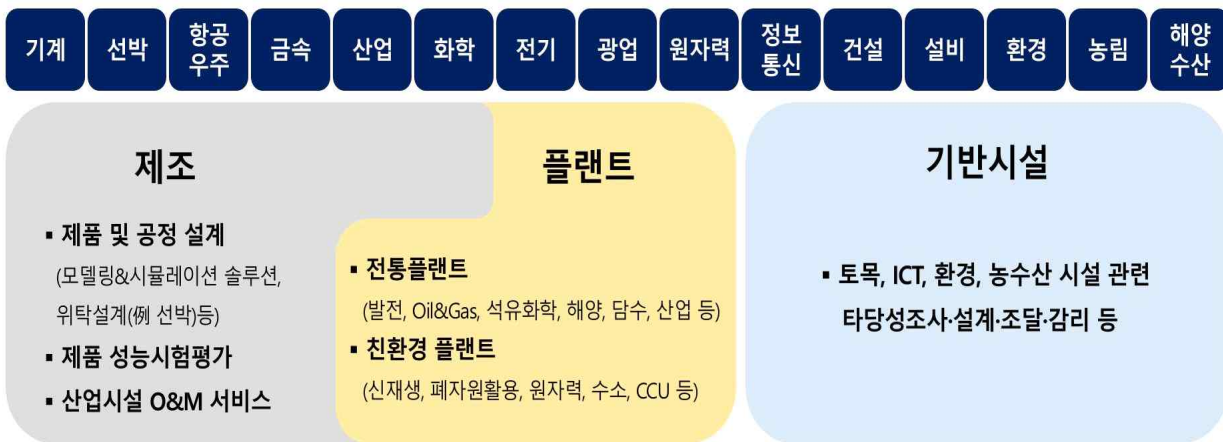 기계 선박 항공우주 금속 산업 화학 전기 광업 원자력 정보통신 건설 설비 환경 농림 해양수산
제조
플랜트
기반시설
▪ 제품 및 공정 설계
(모델링&시뮬레이션 솔루션,
위탁설계(例 선박)등)
▪ 제품 성능시험평가
▪ 산업시설 O&M 서비스
▪ 전통플랜트
(발전, Oil&Gas, 석유화학, 해양, 담수, 산업 등)
▪ 친환경 플랜트
(신재생, 폐자원활용, 원자력, 수소, CCU 등)
▪ 토목, ICT, 환경, 농수산 시설 관련
타당성조사·설계·조달·감리 등